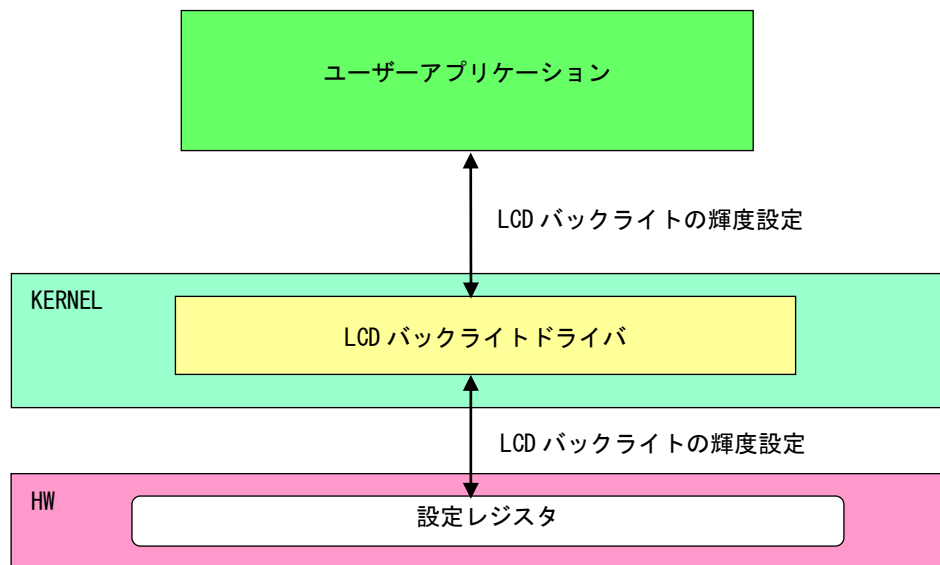 ユーザーアプリケーション
LCD バックライトの輝度設定
KERNEL
LCD バックライトドライバ
LCD バックライトの輝度設定
HW
設定レジスタ